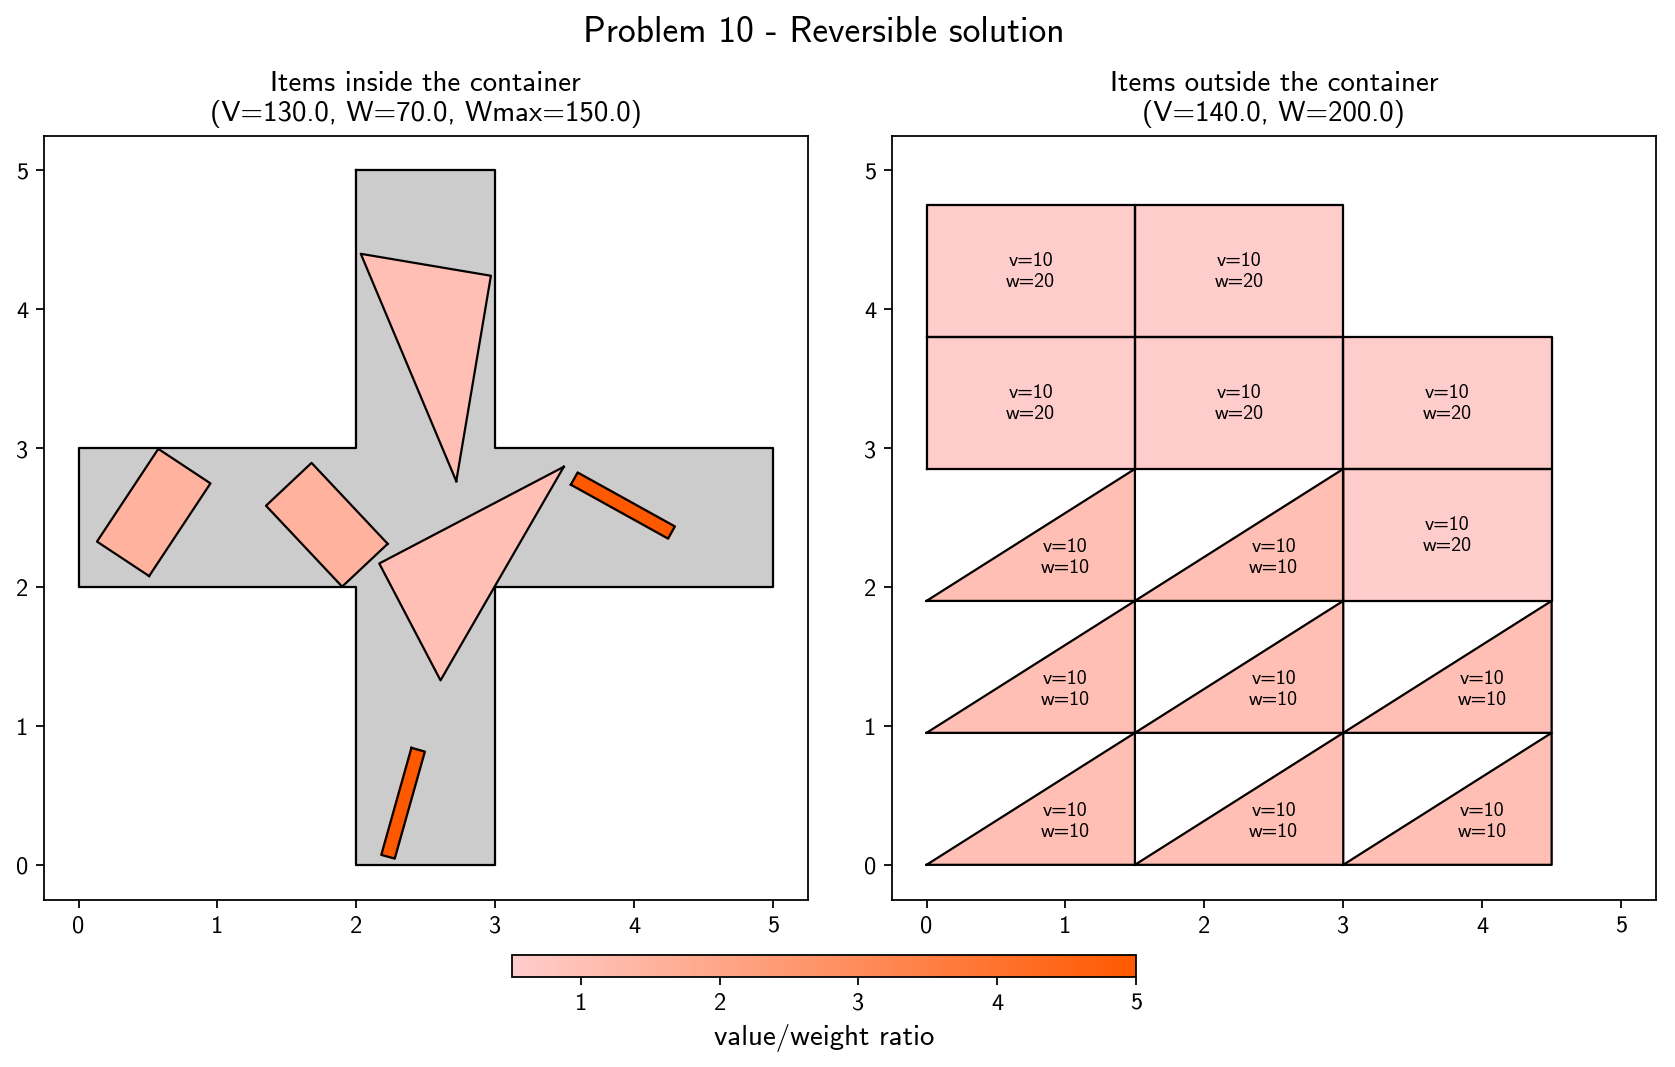 Problem 10 - Reversible solution
Items inside the container
(V=130.0, W=70.0, Wmax=150.0)
5
4
3
2
1
0
0 1 2 3 4 5
Items outside the container
(V=140.0, W=200.0)
5
4
3
2
1
0
v=10
w=20
v=10
w=20
v=10
w=20
v=10
w=20
v=10
w=20
v=10
w=10
v=10
w=10
v=10
w=20
v=10
w=10
v=10
w=10
v=10
w=10
v=10
w=10
v=10
w=10
v=10
w=10
0 1 2 3 4 5
1 2 3 4 5
value/weight ratio